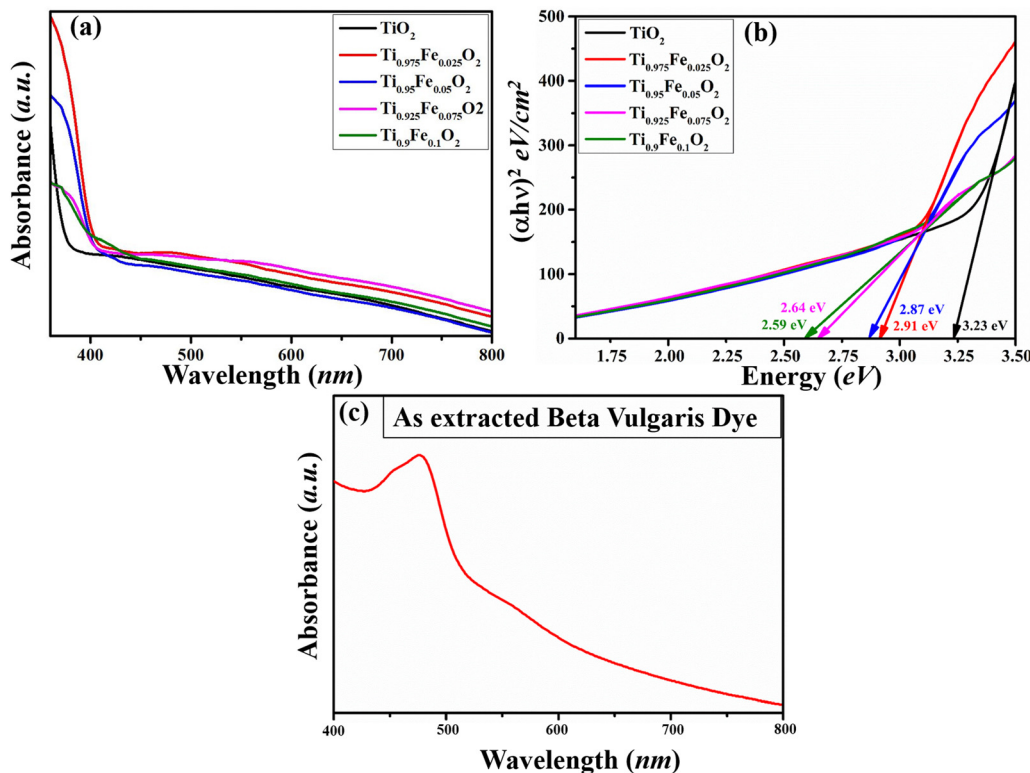 (a)
TiO₂
Ti₀.₉₇₅Fe₀.₀₂₅O₂
Ti₀.₉₅Fe₀.₀₅O₂
Ti₀.₉₂₅Fe₀.₀₇₅O2
Ti₀.₉Fe₀.₁O₂
Absorbance (a.u.)
400
500
600
700
800
Wavelength (nm)
(b)
TiO₂
Ti₀.₉₇₅Fe₀.₀₂₅O₂
Ti₀.₉₅Fe₀.₀₅O₂
Ti₀.₉₂₅Fe₀.₀₇₅O₂
Ti₀.₉Fe₀.₁O₂
(αhν)² eV/cm²
500
400
300
200
100
0
2.64 eV
2.59 eV
2.87 eV
2.91 eV
3.23 eV
2.00
2.25
2.50
2.75
3.00
3.25
3.50
Energy (eV)
(c)
As extracted Beta Vulgaris Dye
Absorbance (a.u.)
400
500
600
700
800
Wavelength (nm)